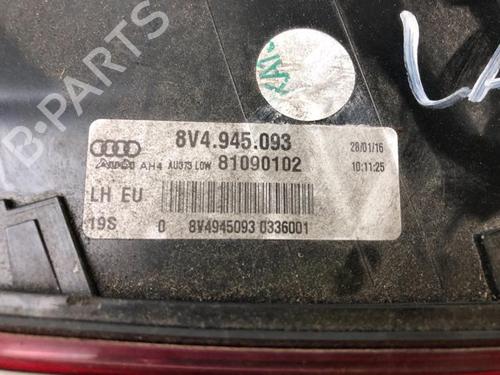 B-PARTS
8V4.945.093 28/01/16
Audi AH4 AU373 LOW 81090102 10:11:25
LH EU
19S 0 8V4945093 0336001